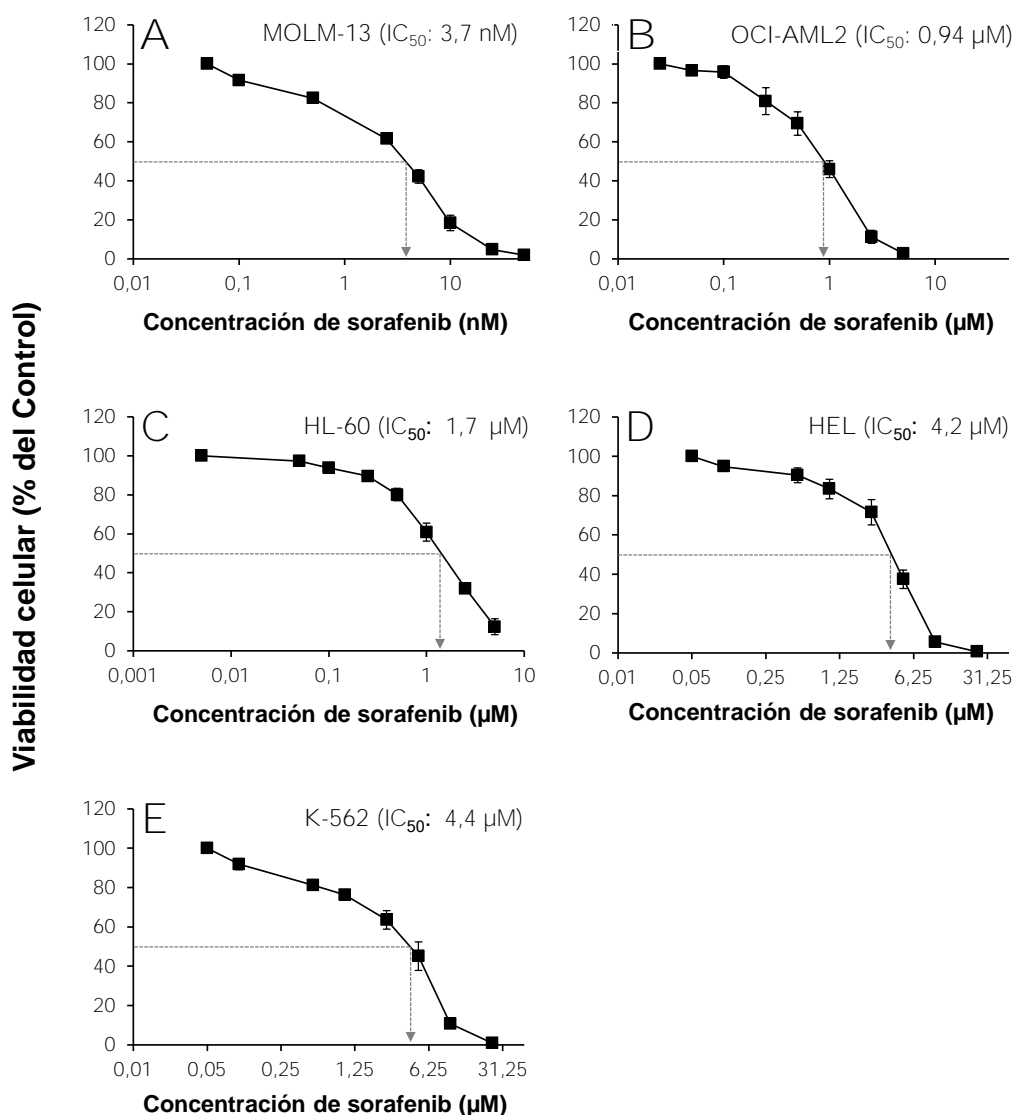 Viabilidad celular (% del Control)
A
MOLM-13 (IC50: 3,7 nM)
120
100
80
60
40
20
0
0,01 0,1 1 10
Concentración de sorafenib (nM)
B
OCI-AML2 (IC50: 0,94 µM)
120
100
80
60
40
20
0
0,01 0,1 1 10
Concentración de sorafenib (µM)
C
HL-60 (IC50: 1,7 µM)
120
100
80
60
40
20
0
0,001 0,01 0,1 1 10
Concentración de sorafenib (µM)
D
HEL (IC50: 4,2 µM)
120
100
80
60
40
20
0
0,01 0,05 0,25 1,25 6,25 31,25
Concentración de sorafenib (µM)
E
K-562 (IC50: 4,4 µM)
120
100
80
60
40
20
0
0,01 0,05 0,25 1,25 6,25 31,25
Concentración de sorafenib (µM)